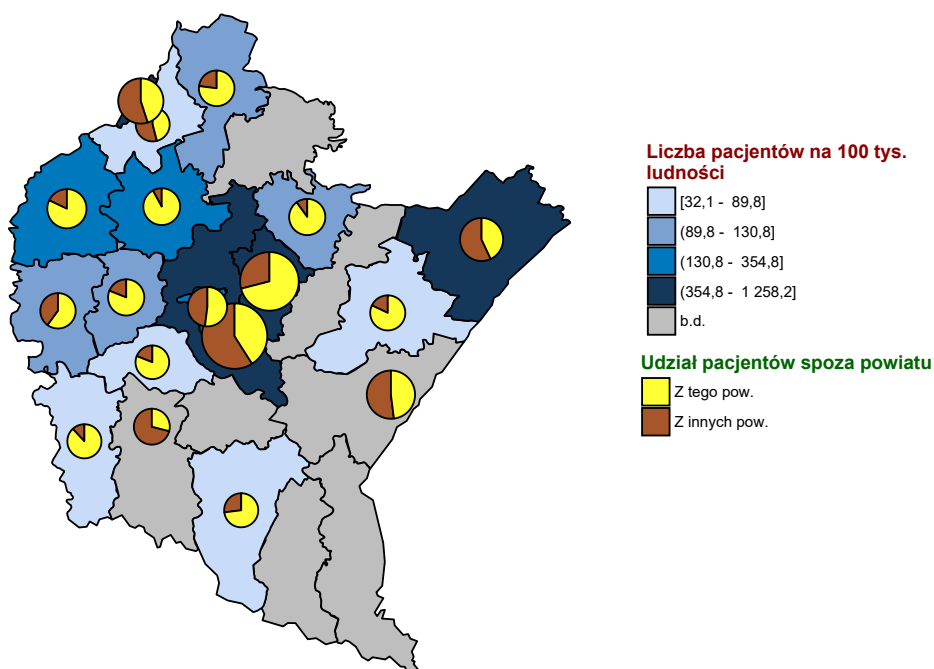 Liczba pacjentów na 100 tys.
ludności
[32,1 - 89,8]
(89,8 - 130,8]
(130,8 - 354,8]
(354,8 - 1 258,2]
b.d.
Udział pacjentów spoza powiatu
Z tego pow.
Z innych pow.